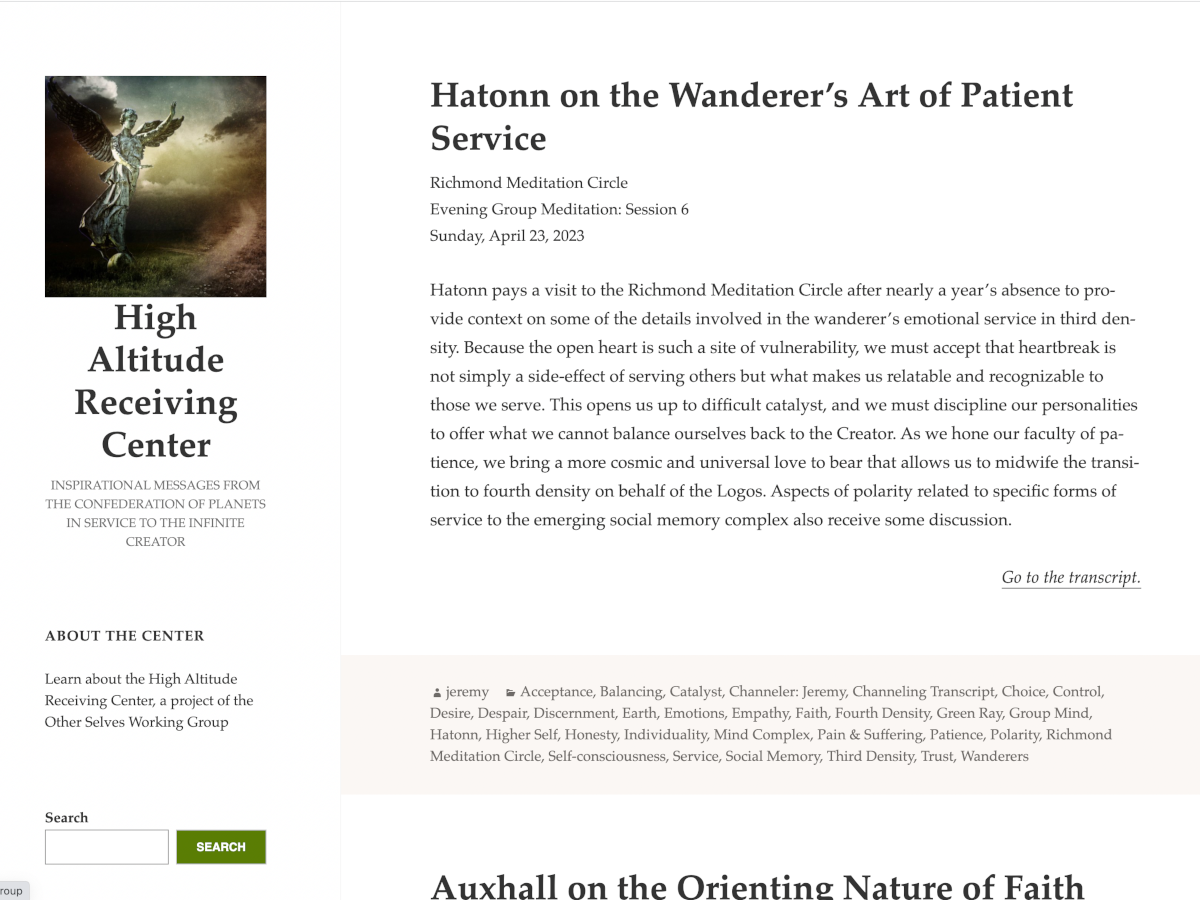 High
Altitude
Receiving
Center
INSPIRATIONAL MESSAGES FROM
THE CONFEDERATION OF PLANETS
IN SERVICE TO THE INFINITE
CREATOR
ABOUT THE CENTER
Learn about the High Altitude
Receiving Center, a project of the
Other Selves Working Group
Search
SEARCH
roup
Hatonn on the Wanderer’s Art of Patient
Service
Richmond Meditation Circle
Evening Group Meditation: Session 6
Sunday, April 23, 2023
Hatonn pays a visit to the Richmond Meditation Circle after nearly a year’s absence to pro-
vide context on some of the details involved in the wanderer’s emotional service in third den-
sity. Because the open heart is such a site of vulnerability, we must accept that heartbreak is
not simply a side-effect of serving others but what makes us relatable and recognizable to
those we serve. This opens us up to difficult catalyst, and we must discipline our personalities
to offer what we cannot balance ourselves back to the Creator. As we hone our faculty of pa-
tience, we bring a more cosmic and universal love to bear that allows us to midwife the transi-
tion to fourth density on behalf of the Logos. Aspects of polarity related to specific forms of
service to the emerging social memory complex also receive some discussion.
Go to the transcript.
jeremy Acceptance, Balancing, Catalyst, Channeler: Jeremy, Channeling Transcript, Choice, Control,
Desire, Despair, Discernment, Earth, Emotions, Empathy, Faith, Fourth Density, Green Ray, Group Mind,
Hatonn, Higher Self, Honesty, Individuality, Mind Complex, Pain & Suffering, Patience, Polarity, Richmond
Meditation Circle, Self-consciousness, Service, Social Memory, Third Density, Trust, Wanderers
Auxhall on the Orienting Nature of Faith